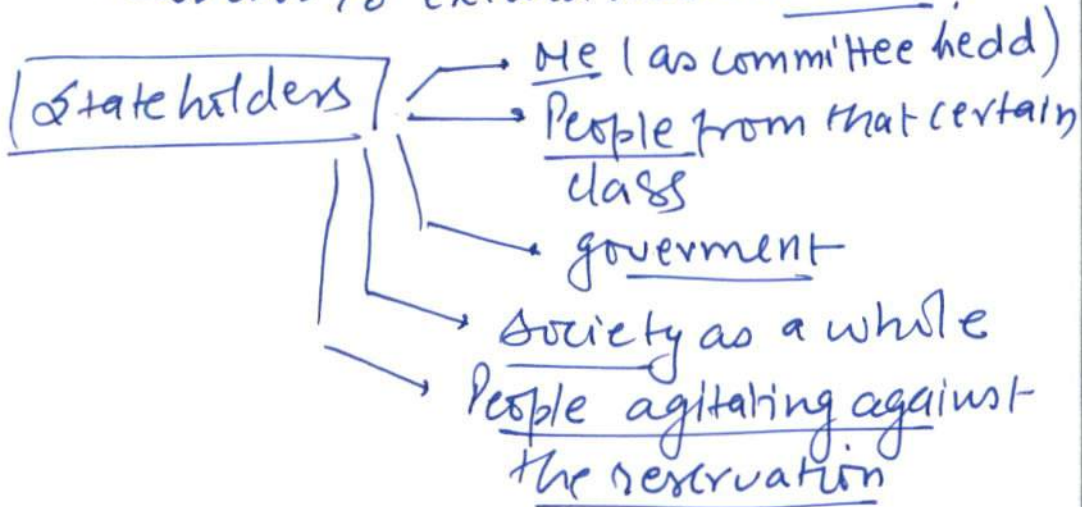 Me (as committee hedd)
Stateholders
People from that certain
class
goverment
society as a whole
People agitating against
the reservation